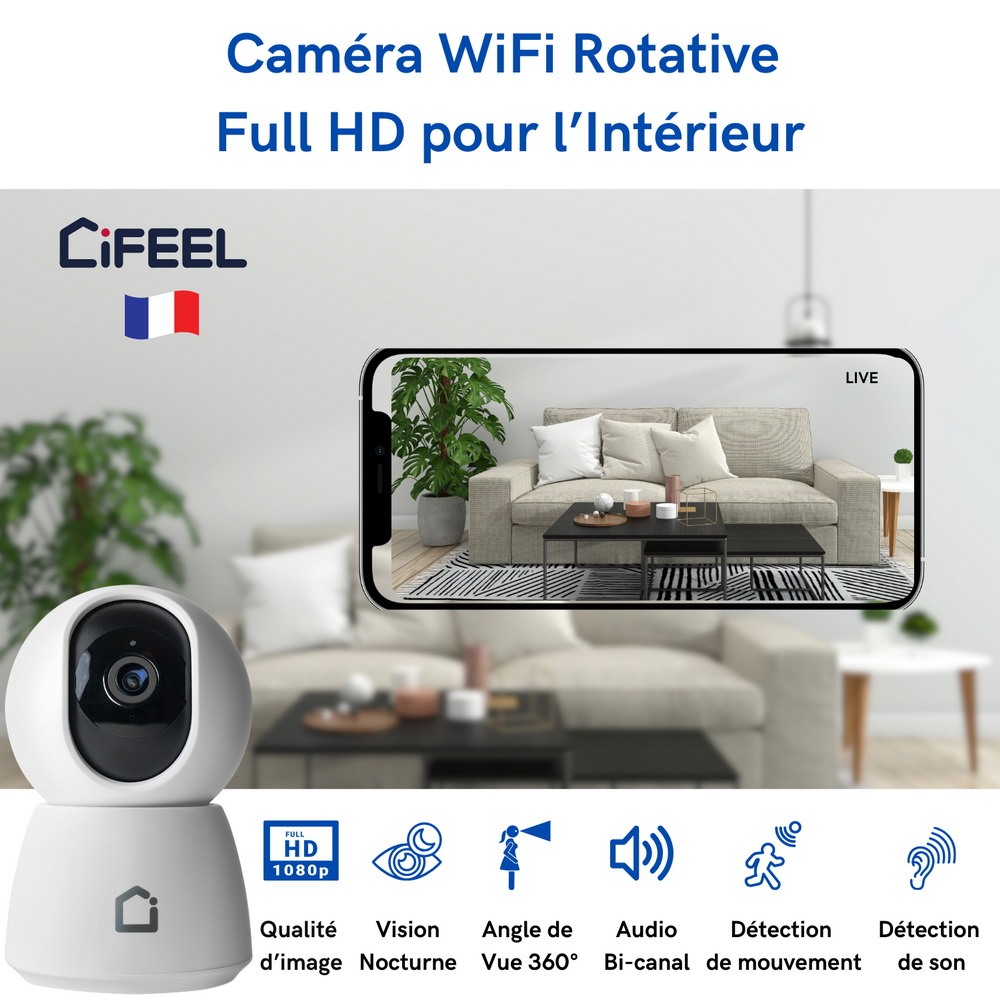 Caméra WiFi Rotative
Full HD pour l’Intérieur
CiFEEL
LIVE
FULL
HD
1080p
Qualité
d’image
Vision
Nocturne
Angle de
Vue 360°
Audio
Bi-canal
Détection
de mouvement
Détection
de son